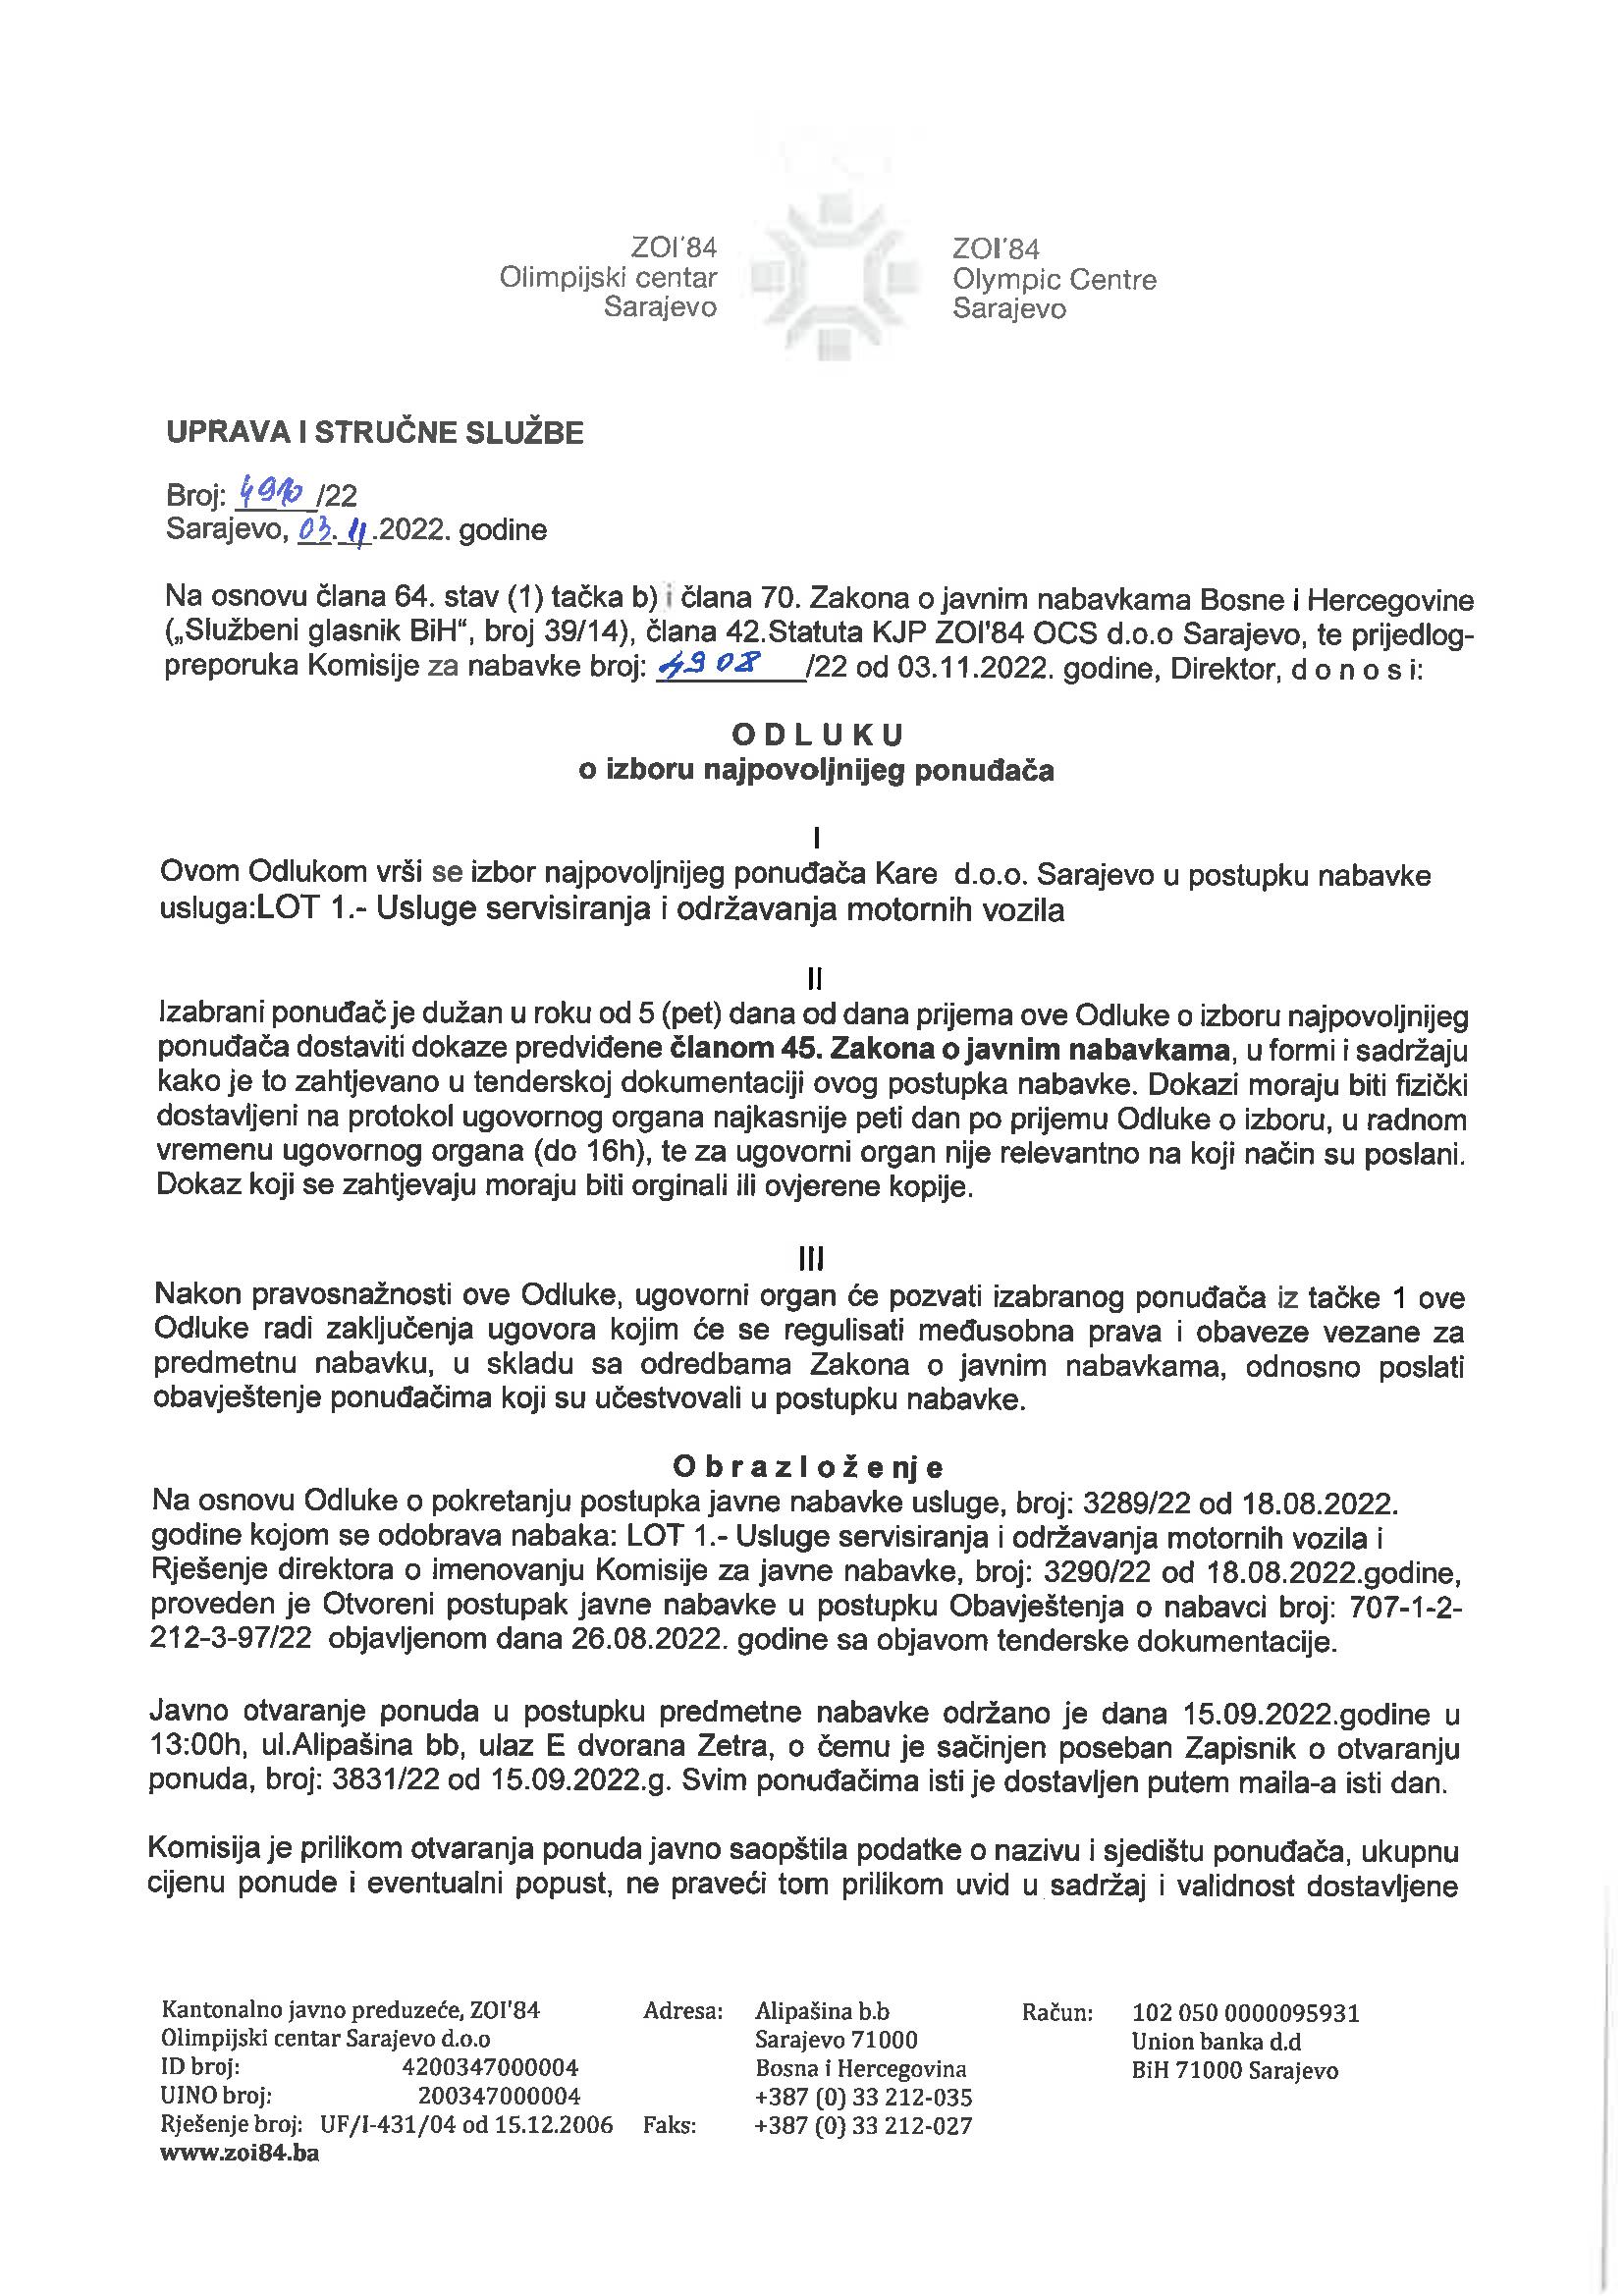 ZOI'84
Olimpijski centar
Sarajevo
ZOI'84
Olympic Centre
Sarajevo
UPRAVA I STRUČNE SLUŽBE
Broj: 4910 /22
Sarajevo, 03.11.2022. godine
Na osnovu člana 64. stav (1) tačka b) i člana 70. Zakona o javnim nabavkama Bosne i Hercegovine
(„Službeni glasnik BiH“, broj 39/14), člana 42.Statuta KJP ZOI'84 OCS d.o.o Sarajevo, te prijedlog-
preporuka Komisije za nabavke broj: 4908 /22 od 03.11.2022. godine, Direktor, d o n o s i:
O D L U K U
o izboru najpovoljnijeg ponuđača
I
Ovom Odlukom vrši se izbor najpovoljnijeg ponuđača Kare d.o.o. Sarajevo u postupku nabavke
usluga:LOT 1.- Usluge servisiranja i održavanja motornih vozila
II
Izabrani ponuđač je dužan u roku od 5 (pet) dana od dana prijema ove Odluke o izboru najpovoljnijeg
ponuđača dostaviti dokaze predviđene članom 45. Zakona o javnim nabavkama, u formi i sadržaju
kako je to zahtjevano u tenderskoj dokumentaciji ovog postupka nabavke. Dokazi moraju biti fizički
dostavljeni na protokol ugovornog organa najkasnije peti dan po prijemu Odluke o izboru, u radnom
vremenu ugovornog organa (do 16h), te za ugovorni organ nije relevantno na koji način su poslani.
Dokaz koji se zahtjevaju moraju biti orginali ili ovjerene kopije.
III
Nakon pravosnažnosti ove Odluke, ugovorni organ će pozvati izabranog ponuđača iz tačke 1 ove
Odluke radi zaključenja ugovora kojim će se regulisati međusobna prava i obaveze vezane za
predmetnu nabavku, u skladu sa odredbama Zakona o javnim nabavkama, odnosno poslati
obavještenje ponuđačima koji su učestvovali u postupku nabavke.
O b r a z l o ž e nj e
Na osnovu Odluke o pokretanju postupka javne nabavke usluge, broj: 3289/22 od 18.08.2022.
godine kojom se odobrava nabaka: LOT 1.- Usluge servisiranja i održavanja motornih vozila i
Rješenje direktora o imenovanju Komisije za javne nabavke, broj: 3290/22 od 18.08.2022.godine,
proveden je Otvoreni postupak javne nabavke u postupku Obavještenja o nabavci broj: 707-1-2-
212-3-97/22 objavljenom dana 26.08.2022. godine sa objavom tenderske dokumentacije.
Javno otvaranje ponuda u postupku predmetne nabavke održano je dana 15.09.2022.godine u
13:00h, ul.Alipašina bb, ulaz E dvorana Zetra, o čemu je sačinjen poseban Zapisnik o otvaranju
ponuda, broj: 3831/22 od 15.09.2022.g. Svim ponuđačima isti je dostavljen putem maila-a isti dan.
Komisija je prilikom otvaranja ponuda javno saopštila podatke o nazivu i sjedištu ponuđača, ukupnu
cijenu ponude i eventualni popust, ne praveći tom prilikom uvid u sadržaj i validnost dostavljene
Kantonalno javno preduzeće, ZOI'84 Adresa: Alipašina b.b Račun: 102 050 0000095931
Olimpijski centar Sarajevo d.o.o Sarajevo 71000 Union banka d.d
ID broj: 4200347000004 Bosna i Hercegovina BiH 71000 Sarajevo
UINO broj: 200347000004 +387 (0) 33 212-035
Rješenje broj: UF/I-431/04 od 15.12.2006 Faks: +387 (0) 33 212-027
www.zoi84.ba